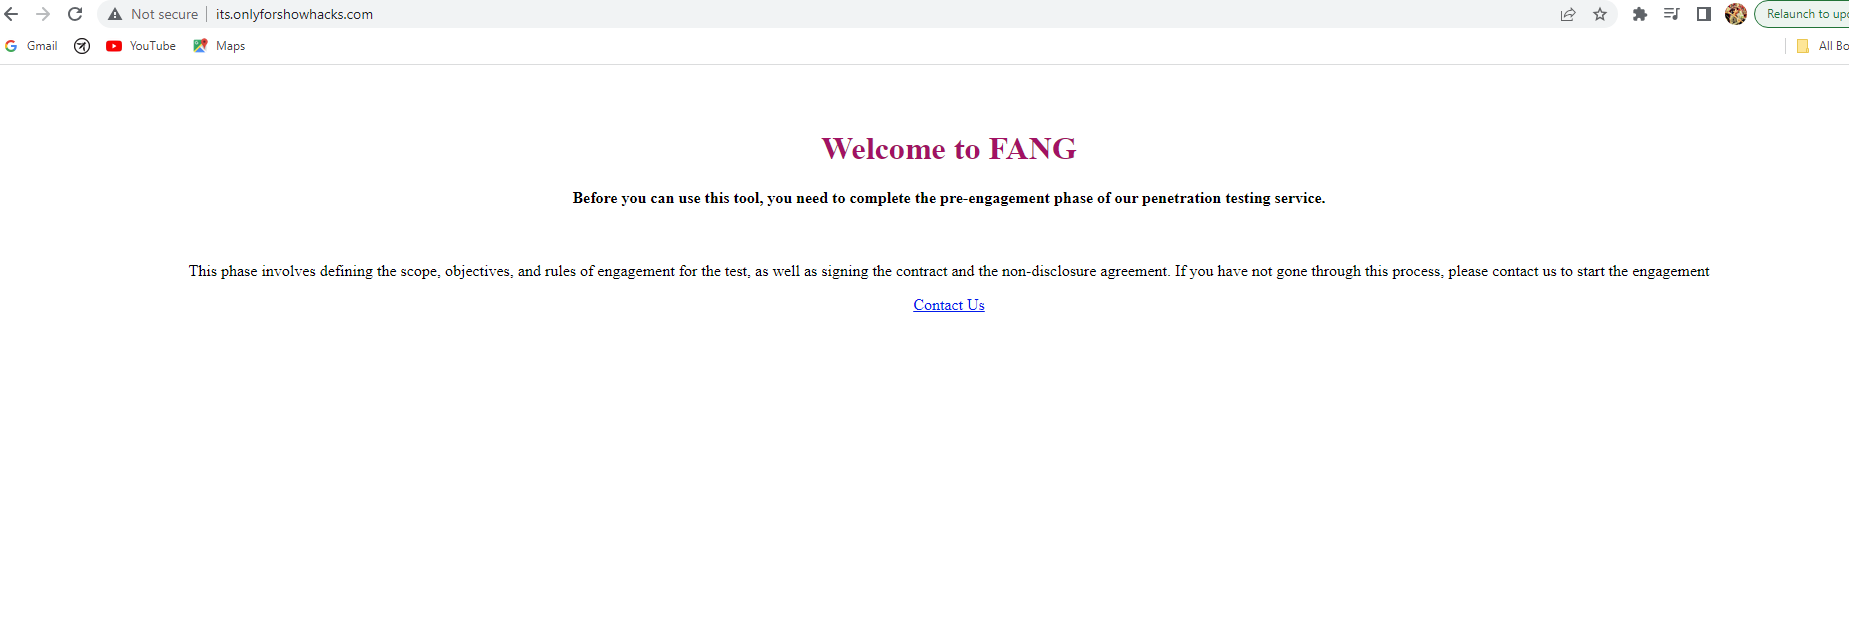 Not secure its.onlyforshowhacks.com Relaunch to up
Gmail YouTube Maps All Bo
Welcome to FANG
Before you can use this tool, you need to complete the pre-engagement phase of our penetration testing service.
This phase involves defining the scope, objectives, and rules of engagement for the test, as well as signing the contract and the non-disclosure agreement. If you have not gone through this process, please contact us to start the engagement
Contact Us